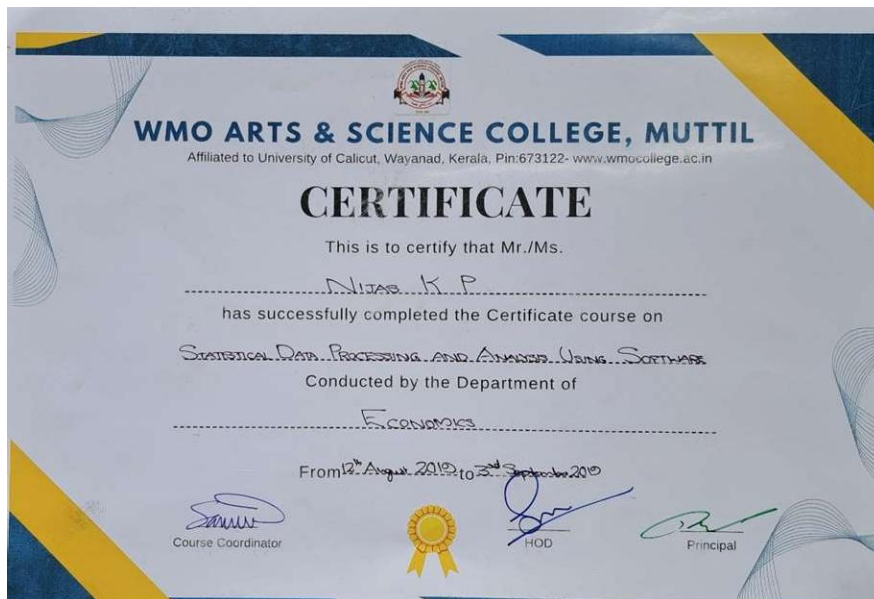 WMO ARTS & SCIENCE COLLEGE, MUTTIL
Affiliated to University of Calicut, Wayanad, Kerala, Pin:673122- www.wmocollege.ac.in
CERTIFICATE
This is to certify that Mr./Ms.
NIJAS K P
has successfully completed the Certificate course on
STATISTICAL DATA PROCESSING AND ANALYSIS USING SOFTWARE
Conducted by the Department of
ECONOMICS
From 12th August 2019 to 3rd September 2019
Course Coordinator
HOD
Principal